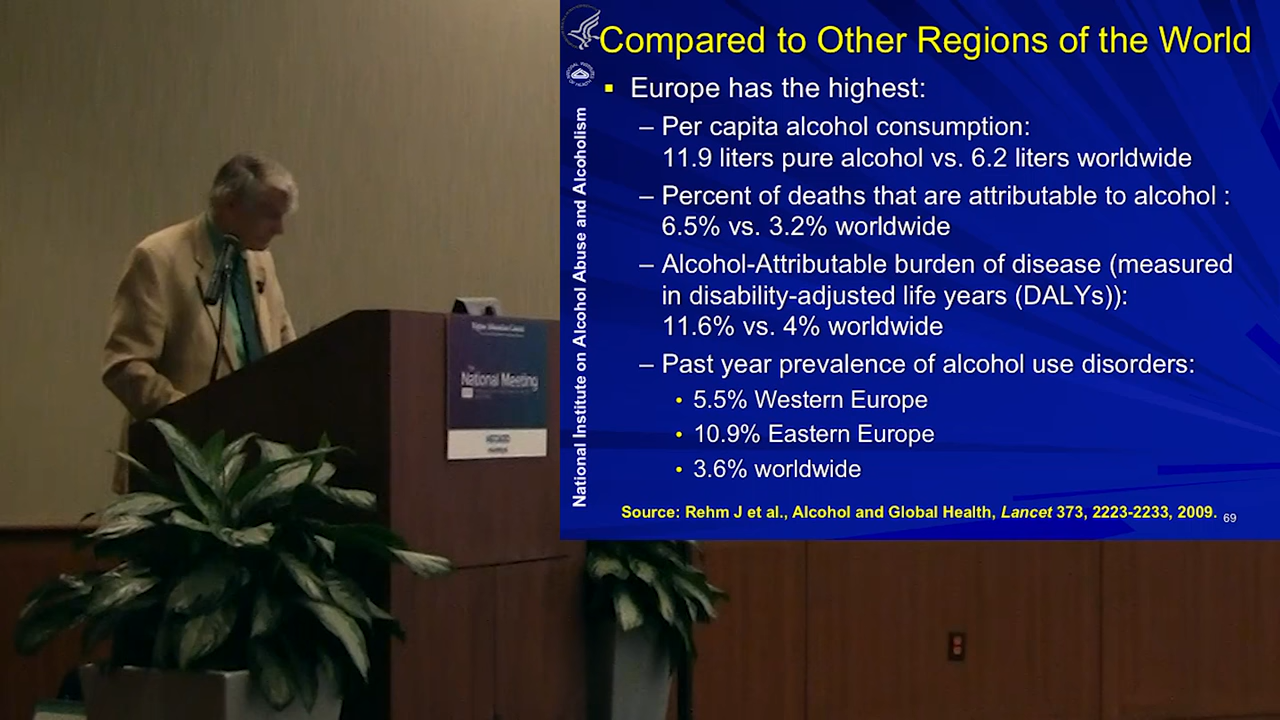 Compared to Other Regions of the World
▪ Europe has the highest:
– Per capita alcohol consumption:
11.9 liters pure alcohol vs. 6.2 liters worldwide
– Percent of deaths that are attributable to alcohol :
6.5% vs. 3.2% worldwide
– Alcohol-Attributable burden of disease (measured
in disability-adjusted life years (DALYs)):
11.6% vs. 4% worldwide
– Past year prevalence of alcohol use disorders:
• 5.5% Western Europe
• 10.9% Eastern Europe
• 3.6% worldwide
Source: Rehm J et al., Alcohol and Global Health, Lancet 373, 2223-2233, 2009.
69
National Institute on Alcohol Abuse and Alcoholism
National Meeting